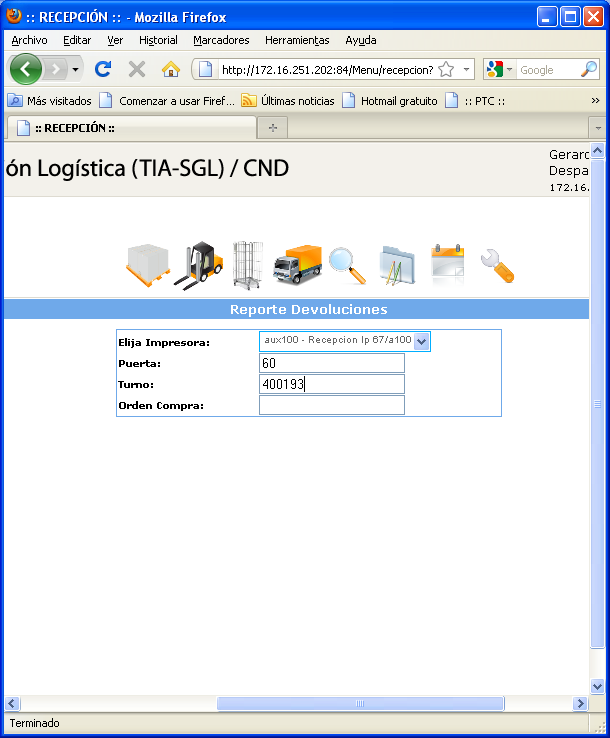 :: RECEPCIÓN :: - Mozilla Firefox
Archivo Editar Ver Historial Marcadores Herramientas Ayuda
http://172.16.251.202:84/Menu/recepcion? Google
Más visitados Comenzar a usar Firef... Últimas noticias Hotmail gratuito :: PTC :: »
:: RECEPCIÓN ::
ón Logística (TIA-SGL) / CND
Gerard
Despa
172.16.
Reporte Devoluciones
Elija Impresora: aux100 - Recepcion Ip 67/a100
Puerta: 60
Turno: 400193
Orden Compra:
Terminado